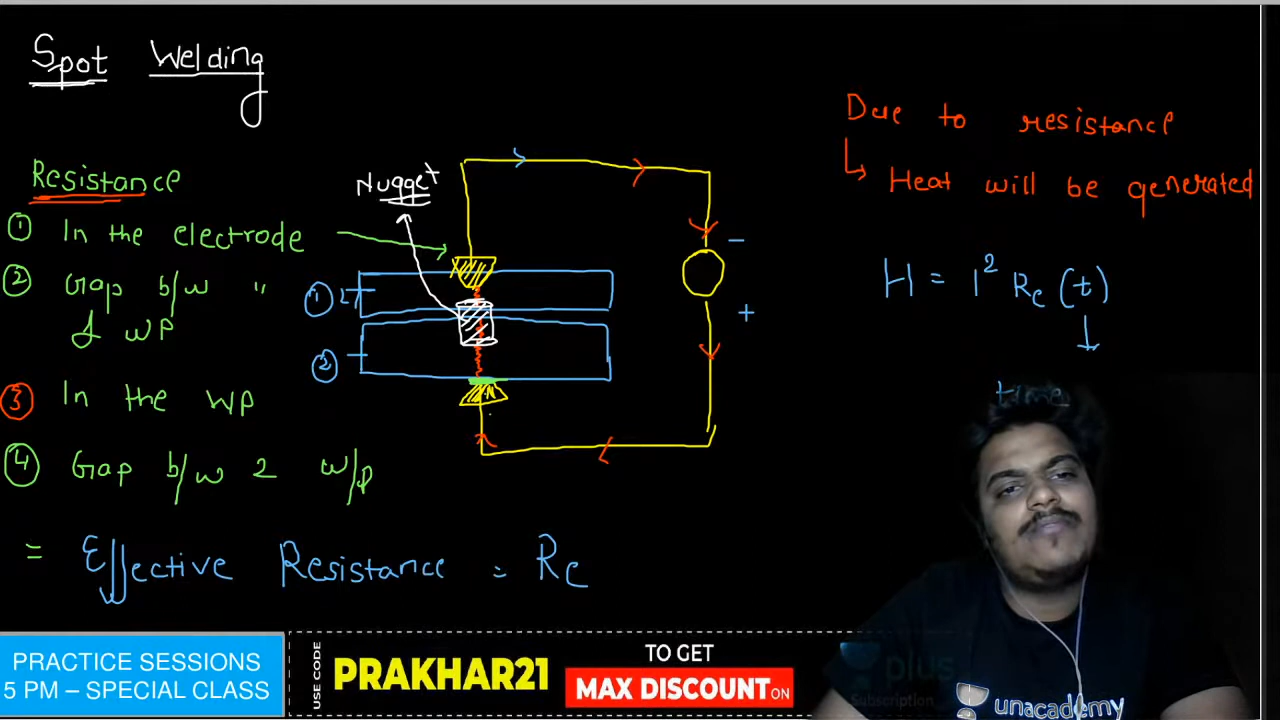 Spot Welding
Resistance
① In the electrode
② Gap b/w "
& WP
③ In the WP
④ Gap b/w 2 w/p
= Effective Resistance = Re
Nugget
①
②
-
+
Due to resistance
↳ Heat will be generated
H = I² Re (t)
time
PRACTICE SESSIONS
5 PM – SPECIAL CLASS
USE CODE
PRAKHAR21
TO GET
MAX DISCOUNT ON
plus
Subscription
unacademy